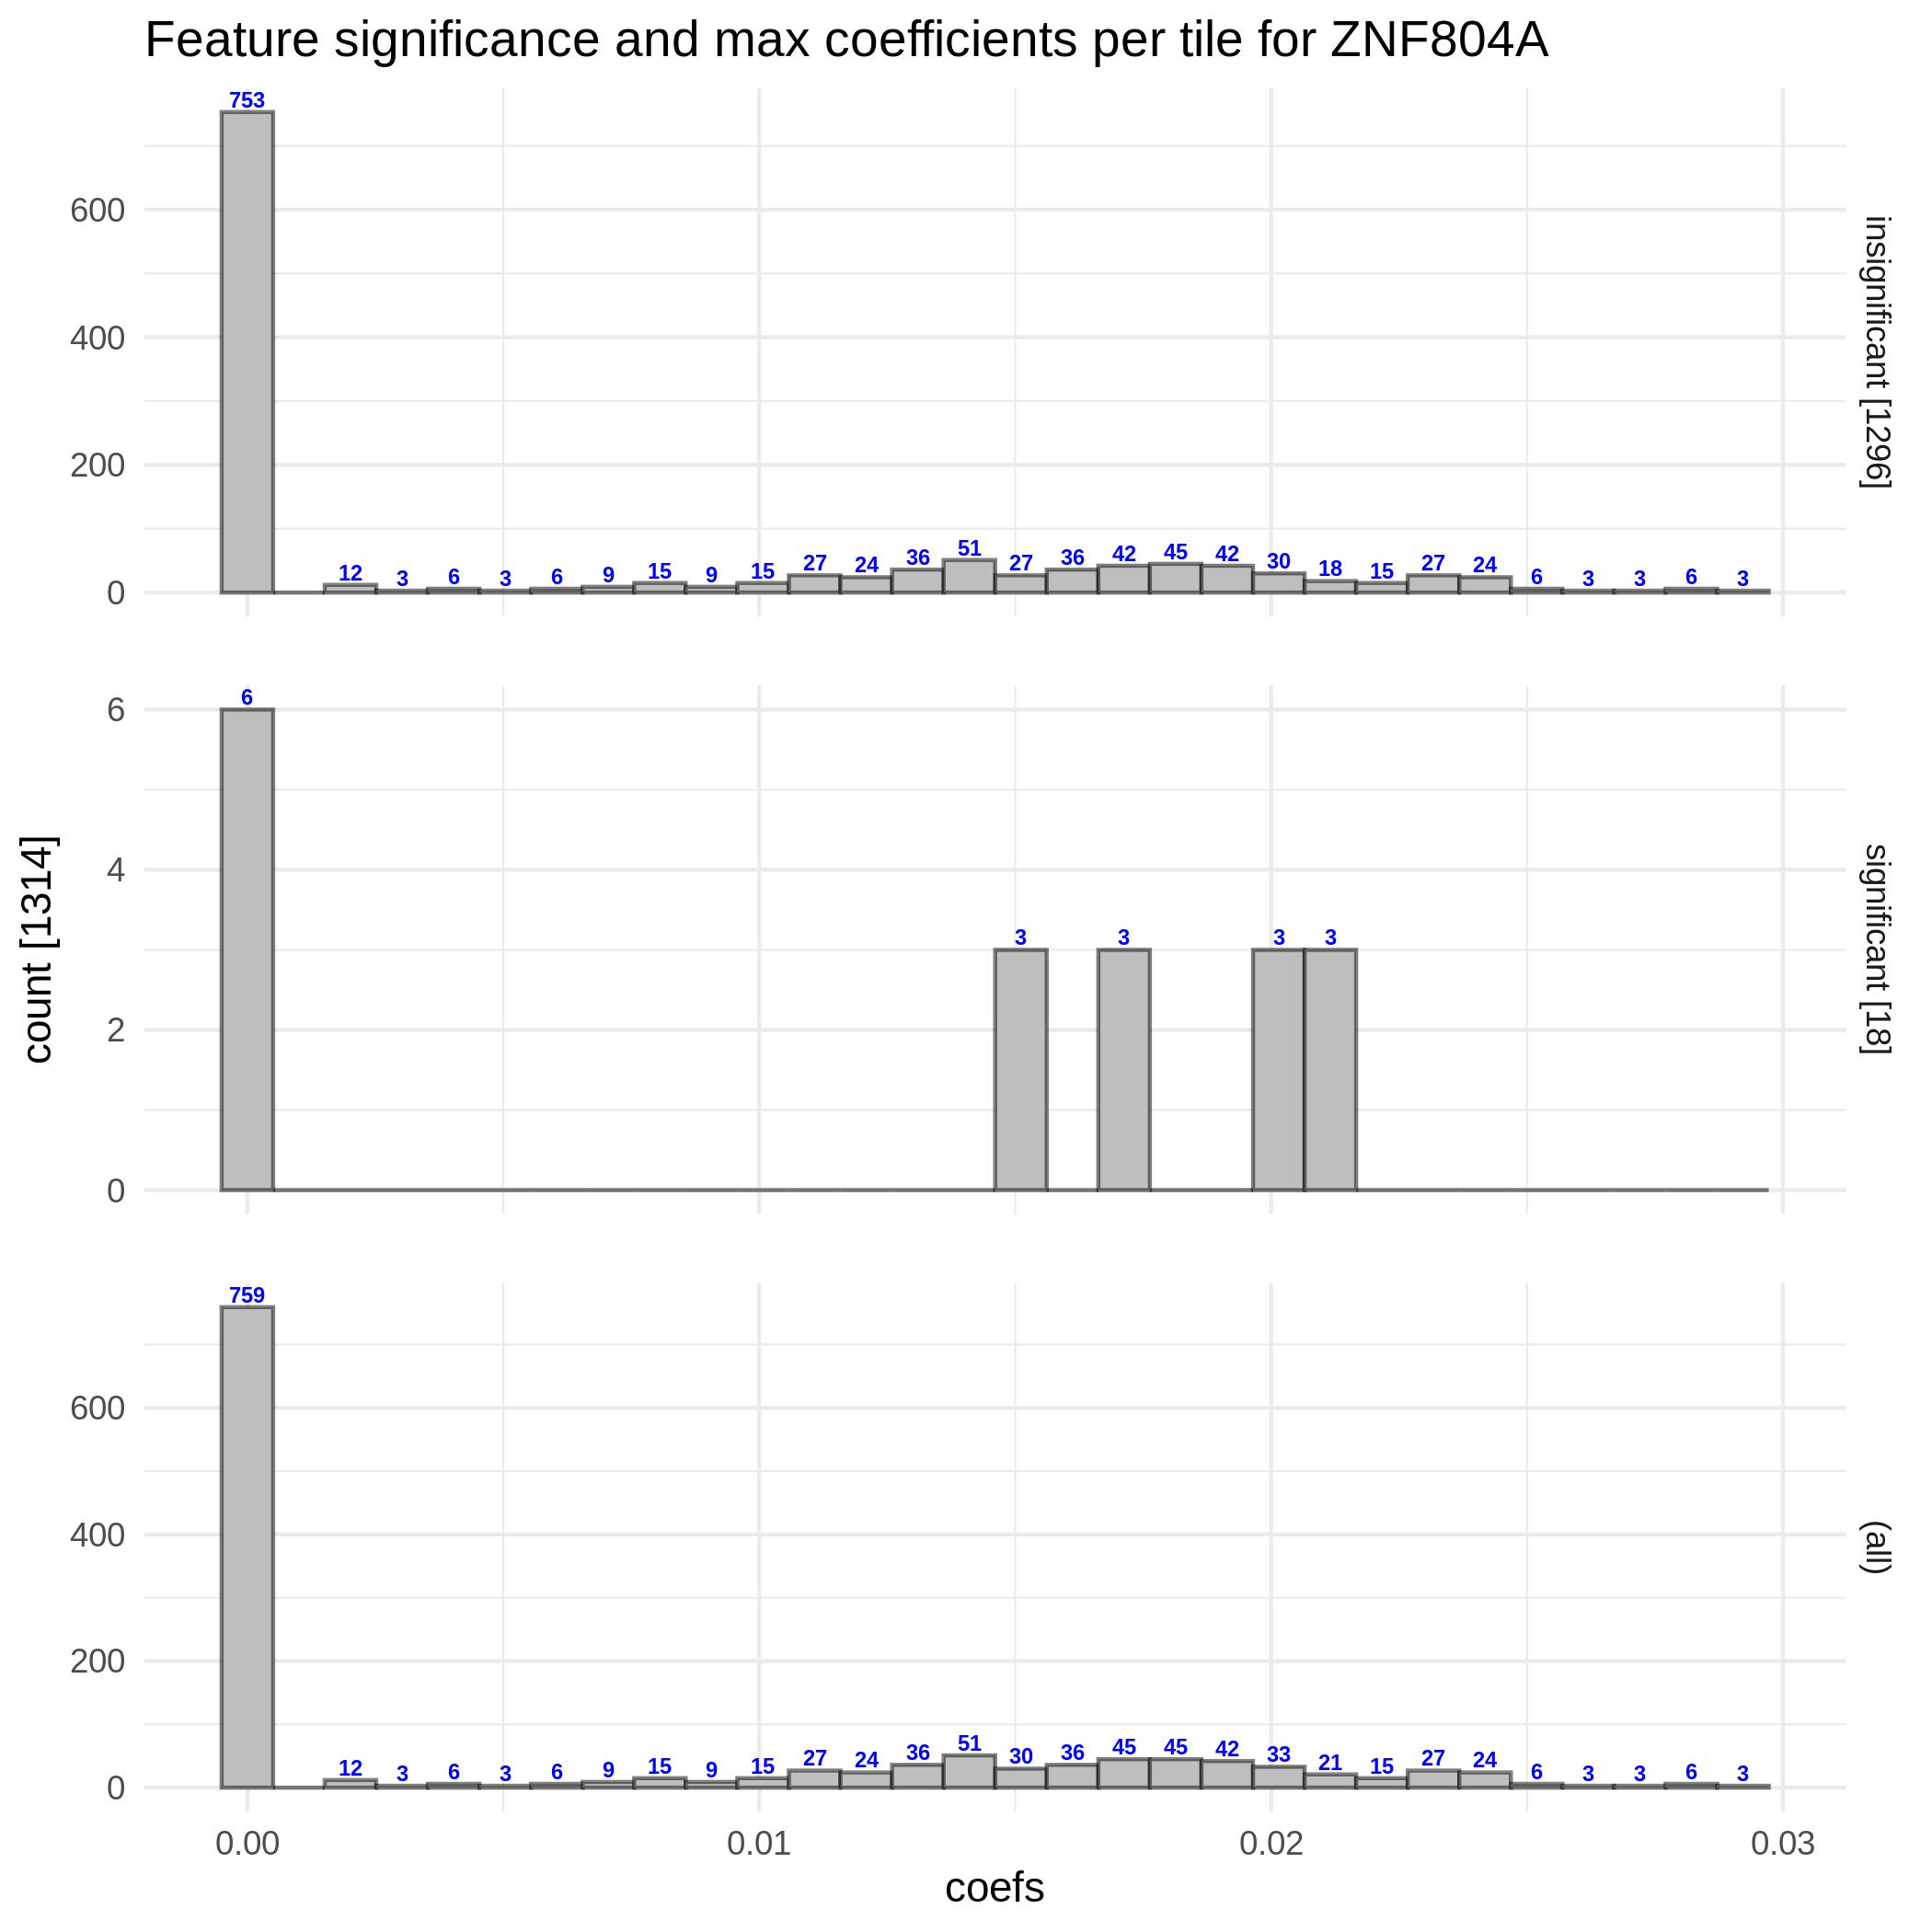 Feature significance and max coefficients per tile for ZNF804A
753
600
400
200
0
12 3 6 3 6 9 15 9 15 27 24 36 51 27 36 42 45 42 30 18 15 27 24 6 3 3 6 3
insignificant [1296]
6
6
4
2
0
3 3 3 3
significant [18]
count [1314]
759
600
400
200
0
12 3 6 3 6 9 15 9 15 27 24 36 51 30 36 45 45 42 33 21 15 27 24 6 3 3 6 3
(all)
0.00 0.01 0.02 0.03
coefs